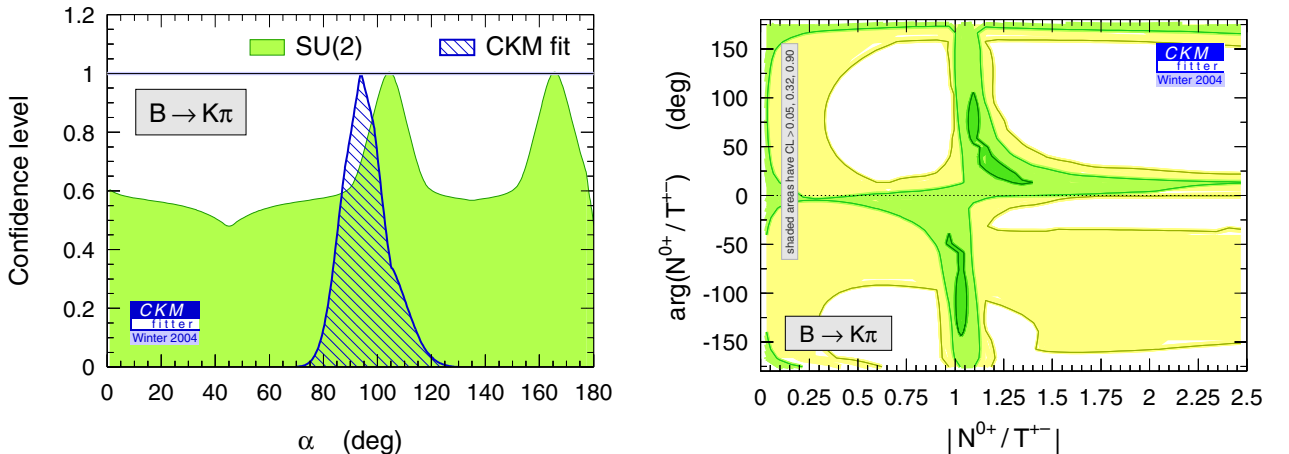 1.2
1
0.8
0.6
0.4
0.2
0
Confidence level
SU(2)
CKM fit
B → Kπ
CKM
fitter
Winter 2004
0 20 40 60 80 100 120 140 160 180
α (deg)
150
100
50
0
-50
-100
-150
arg(N⁰⁺/T⁺⁻) (deg)
shaded areas have CL > 0.05, 0.32, 0.90
CKM
fitter
Winter 2004
B → Kπ
0 0.25 0.5 0.75 1 1.25 1.5 1.75 2 2.25 2.5
|N⁰⁺/T⁺⁻|